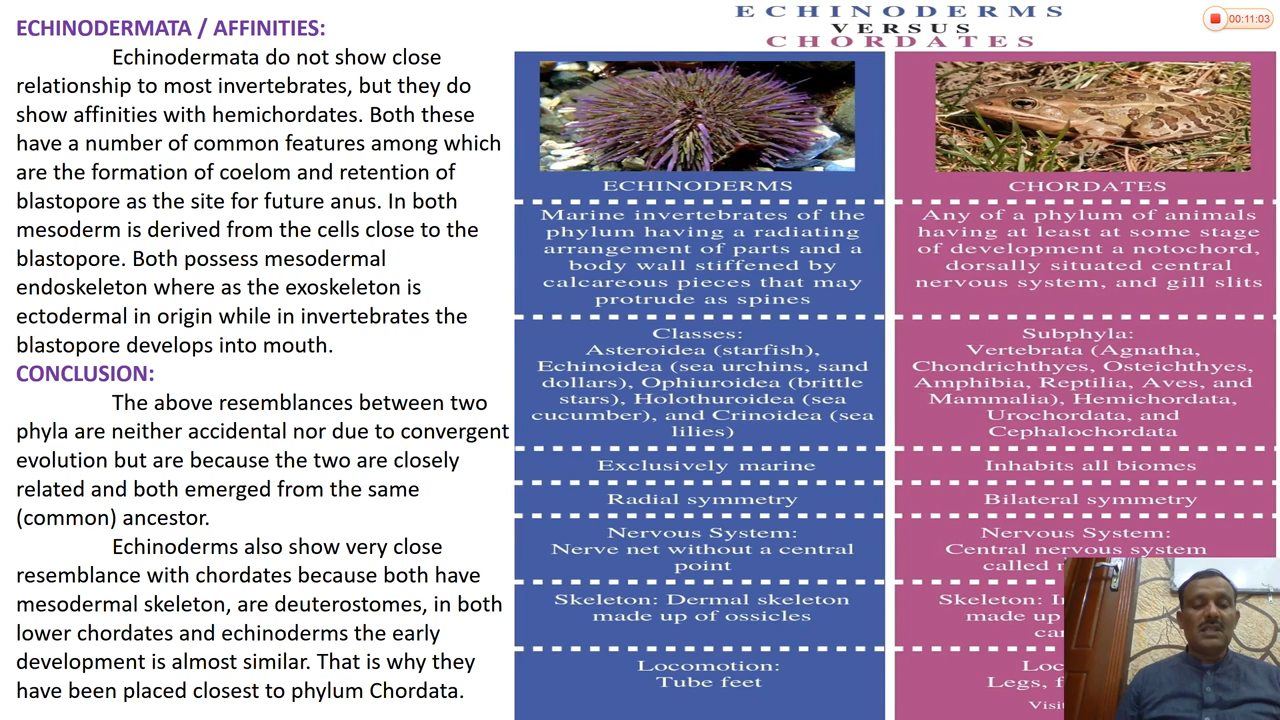 ECHINODERMATA / AFFINITIES:
Echinodermata do not show close
relationship to most invertebrates, but they do
show affinities with hemichordates. Both these
have a number of common features among which
are the formation of coelom and retention of
blastopore as the site for future anus. In both
mesoderm is derived from the cells close to the
blastopore. Both possess mesodermal
endoskeleton where as the exoskeleton is
ectodermal in origin while in invertebrates the
blastopore develops into mouth.
CONCLUSION:
The above resemblances between two
phyla are neither accidental nor due to convergent
evolution but are because the two are closely
related and both emerged from the same
(common) ancestor.
Echinoderms also show very close
resemblance with chordates because both have
mesodermal skeleton, are deuterostomes, in both
lower chordates and echinoderms the early
development is almost similar. That is why they
have been placed closest to phylum Chordata.
ECHINODERMS
VERSUS
CHORDATES
ECHINODERMS
Marine invertebrates of the
phylum having a radiating
arrangement of parts and a
body wall stiffened by
calcareous pieces that may
protrude as spines
Classes:
Asteroidea (starfish),
Echinoidea (sea urchins, sand
dollars), Ophiuroidea (brittle
stars), Holothuroidea (sea
cucumber), and Crinoidea (sea
lilies)
Exclusively marine
Radial symmetry
Nervous System:
Nerve net without a central
point
Skeleton: Dermal skeleton
made up of ossicles
Locomotion:
Tube feet
CHORDATES
Any of a phylum of animals
having at least at some stage
of development a notochord,
dorsally situated central
nervous system, and gill slits
Subphyla:
Vertebrata (Agnatha,
Chondrichthyes, Osteichthyes,
Amphibia, Reptilia, Aves, and
Mammalia), Hemichordata,
Urochordata, and
Cephalochordata
Inhabits all biomes
Bilateral symmetry
Nervous System:
Central nervous system
called
Skeleton:
made up
Legs,
00:11:03